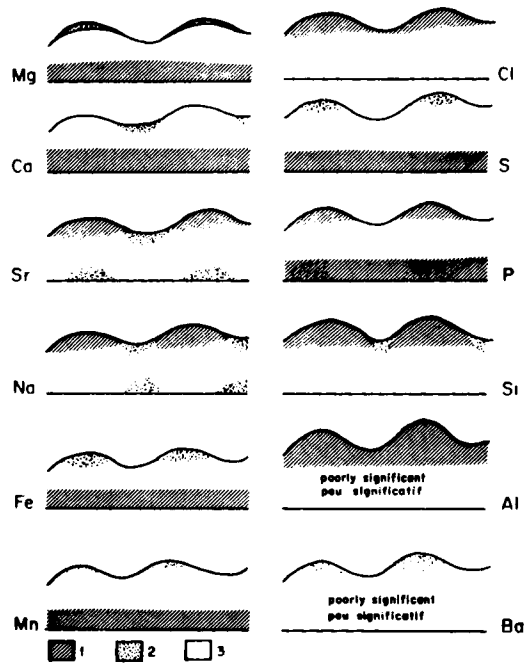 Mg
Cl
Ca
S
Sr
P
Na
Si
poorly significant
peu significatif
Fe
Al
poorly significant
peu significatif
Mn
Ba
1 2 3